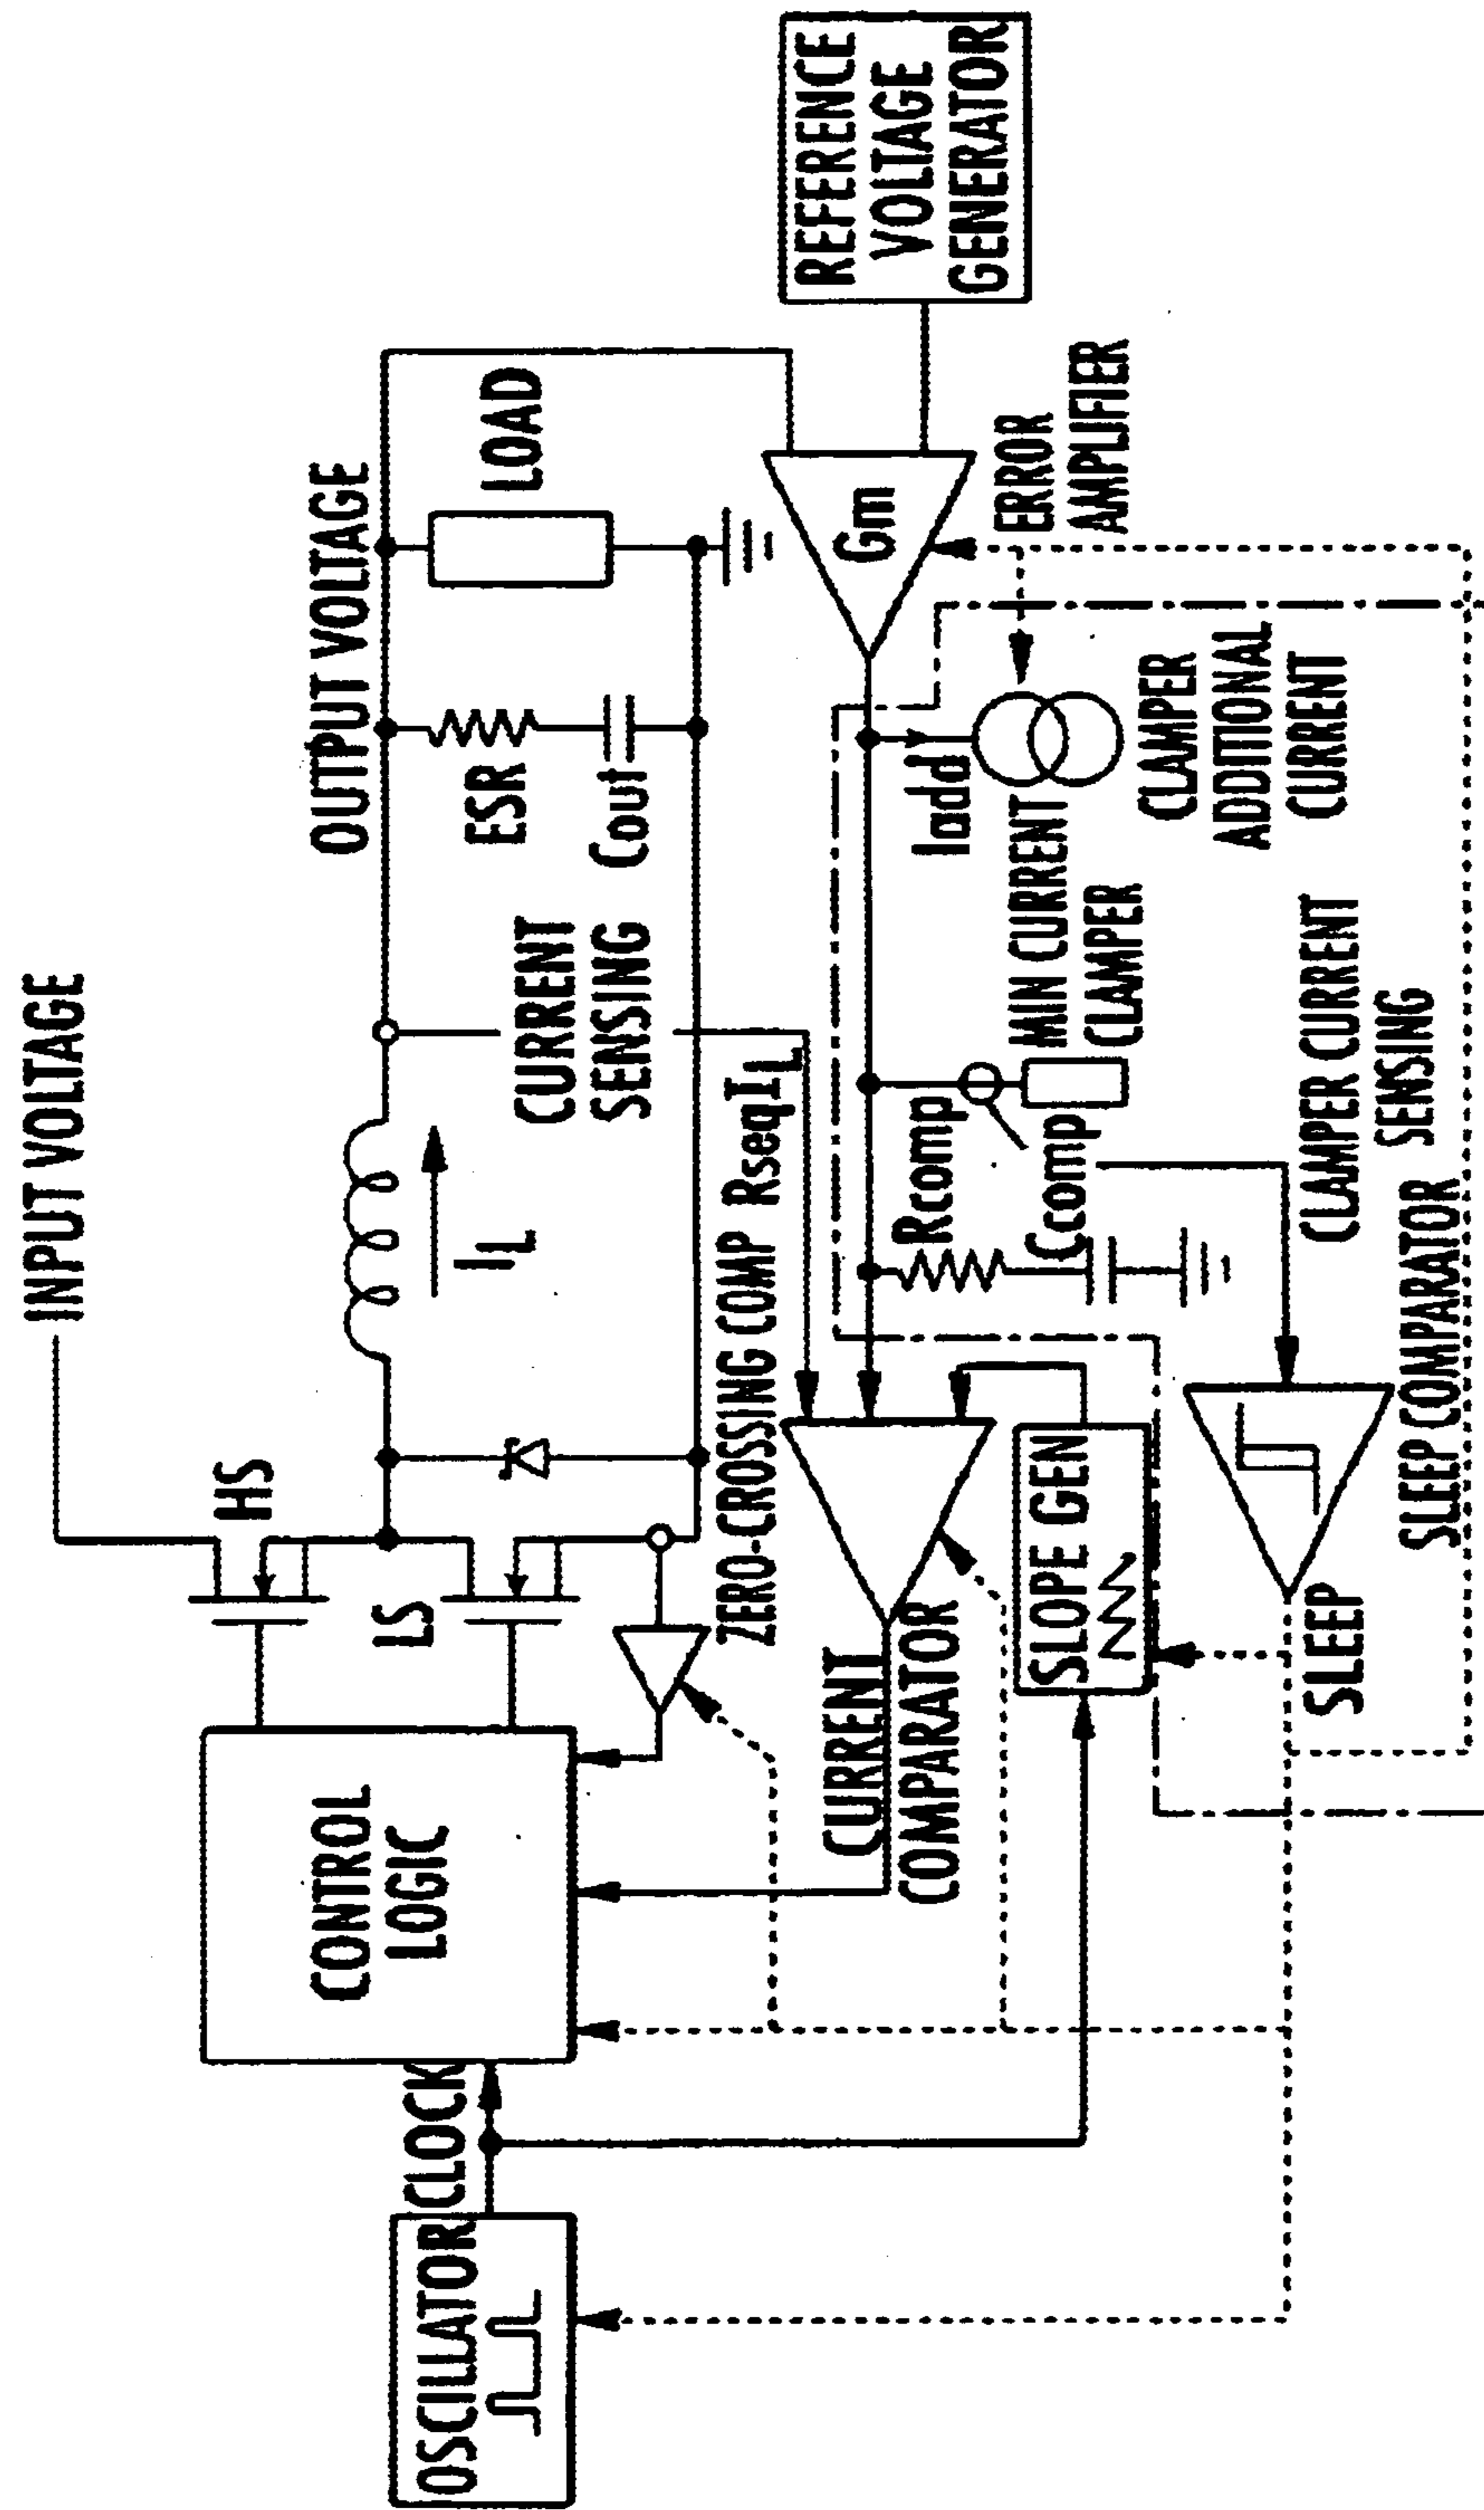 INPUT VOLTAGE
HS
OUTPUT VOLTAGE
CONTROL
LOGIC
LS
OSCILLATOR
CLOCK
IL
ESR
LOAD
CURRENT
SENSING
Cout
ZERO-CROSSING COMP
RseqIL
REFERENCE
VOLTAGE
GENERATOR
Gm
CURRENT
COMPARATOR
Rcomp
Iadd
ERROR
AMPLIFIER
SLOPE GEN
Ccomp
MAIN CURRENT
CLAMPER
CLAMPER
ADDITIONAL
CURRENT
SLEEP
CLAMPER CURRENT
SENSING
SLEEP COMPARATOR